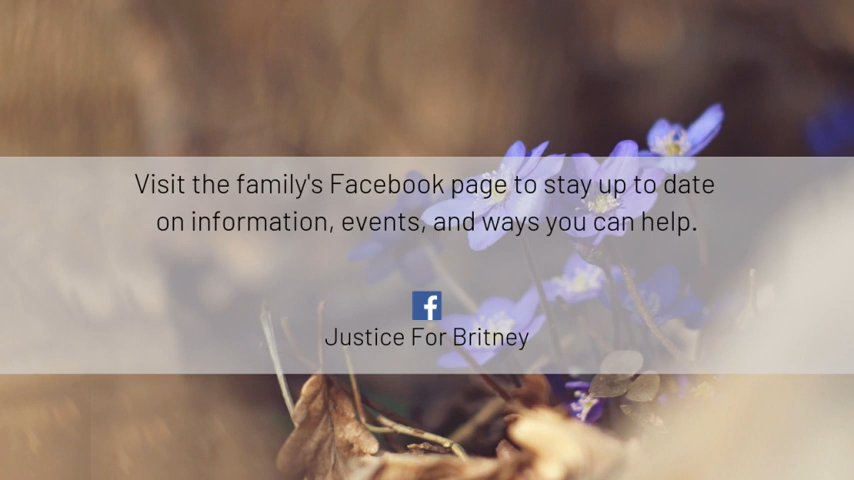 Visit the family's Facebook page to stay up to date
on information, events, and ways you can help.
f
Justice For Britney